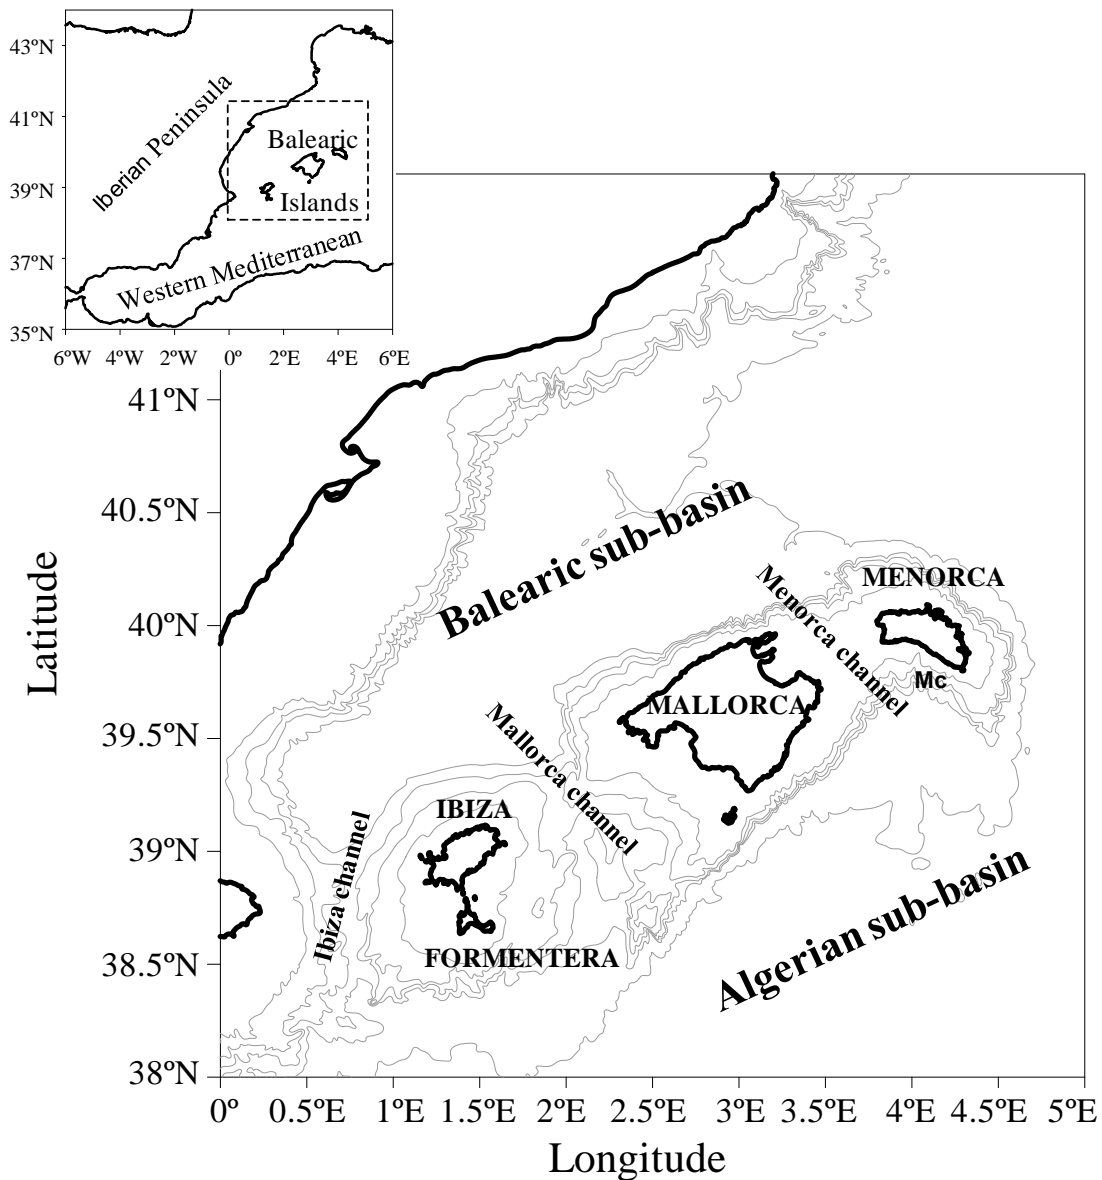 43ºN
41ºN
39ºN
37ºN
35ºN
6ºW
4ºW
2ºW
0º
2ºE
4ºE
6ºE
Iberian Peninsula
Balearic
Islands
Western Mediterranean
41ºN
40.5ºN
40ºN
39.5ºN
39ºN
38.5ºN
38ºN
Latitude
Balearic sub-basin
Menorca channel
MENORCA
Mc
MALLORCA
Mallorca channel
IBIZA
Ibiza channel
FORMENTERA
Algerian sub-basin
0º
0.5ºE
1ºE
1.5ºE
2ºE
2.5ºE
3ºE
3.5ºE
4ºE
4.5ºE
5ºE
Longitude